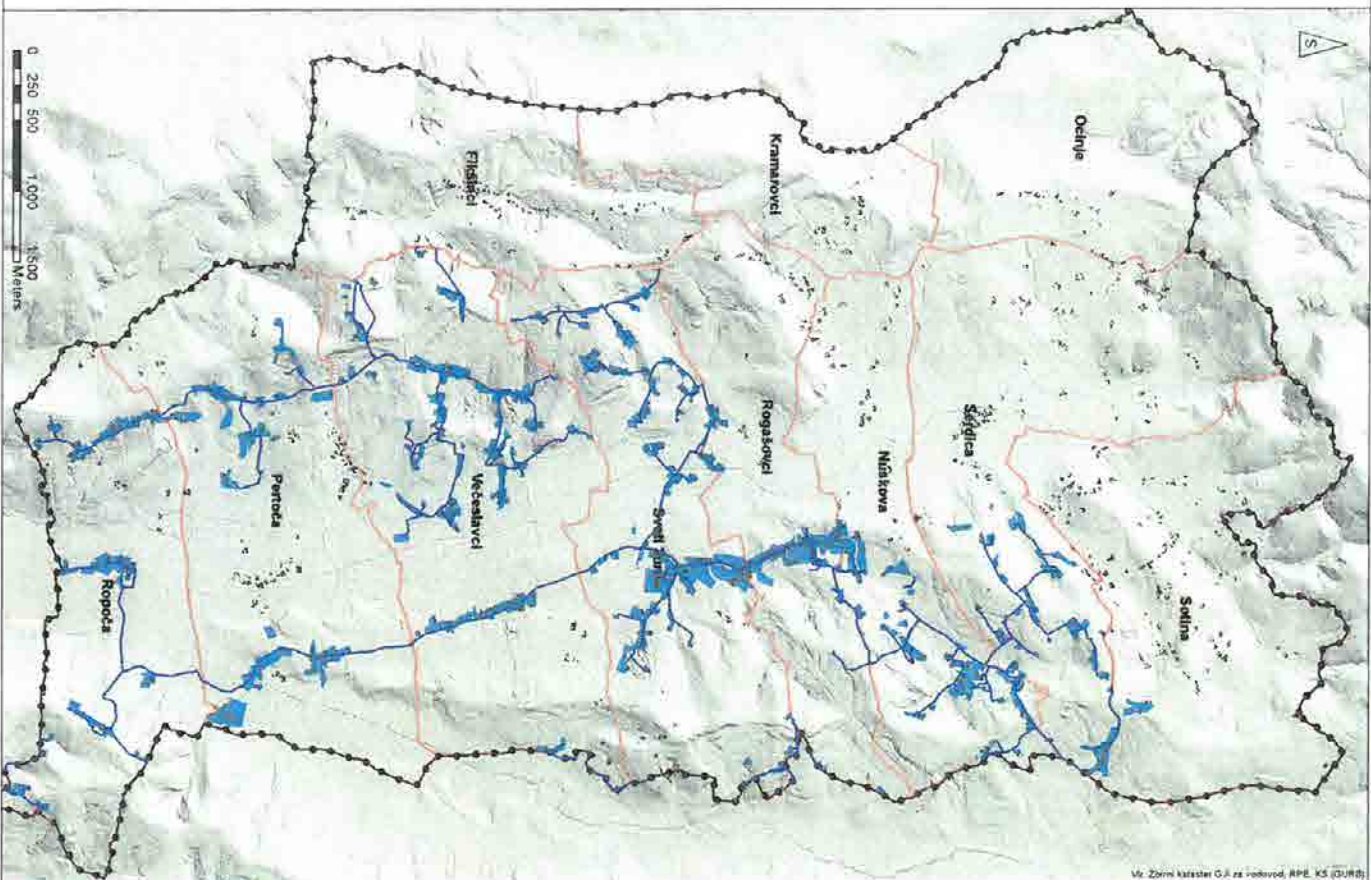 S
Ocinje
Kramarovci
Fikšinci
Serdica
Sotina
Nuskova
Rogašovci
Sveti Jurij
Večeslavci
Pertoča
Ropoča
0 250 500 1.000 1.500
Meters
Vir: Zbirni kataster GJI za vodovod, RPE, KS (GURS)